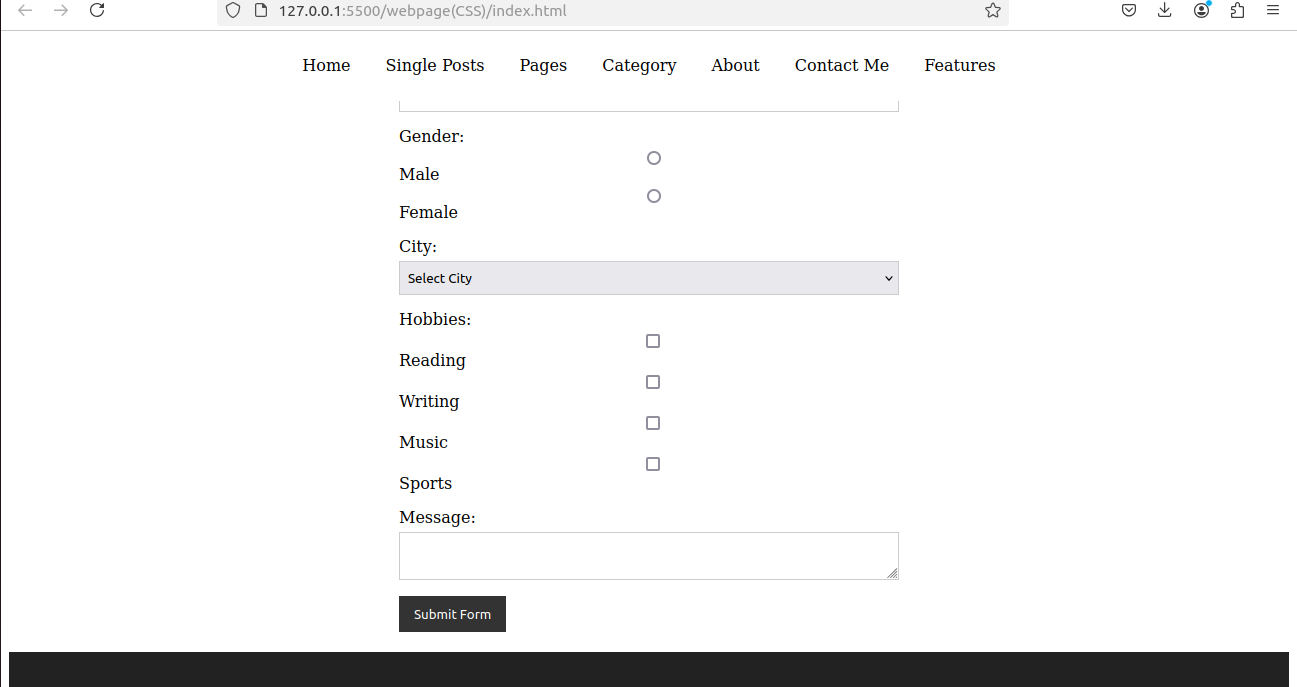 127.0.0.1:5500/webpage(CSS)/index.html
Home Single Posts Pages Category About Contact Me Features
Gender:
Male
Female
City:
Select City
Hobbies:
Reading
Writing
Music
Sports
Message:
Submit Form